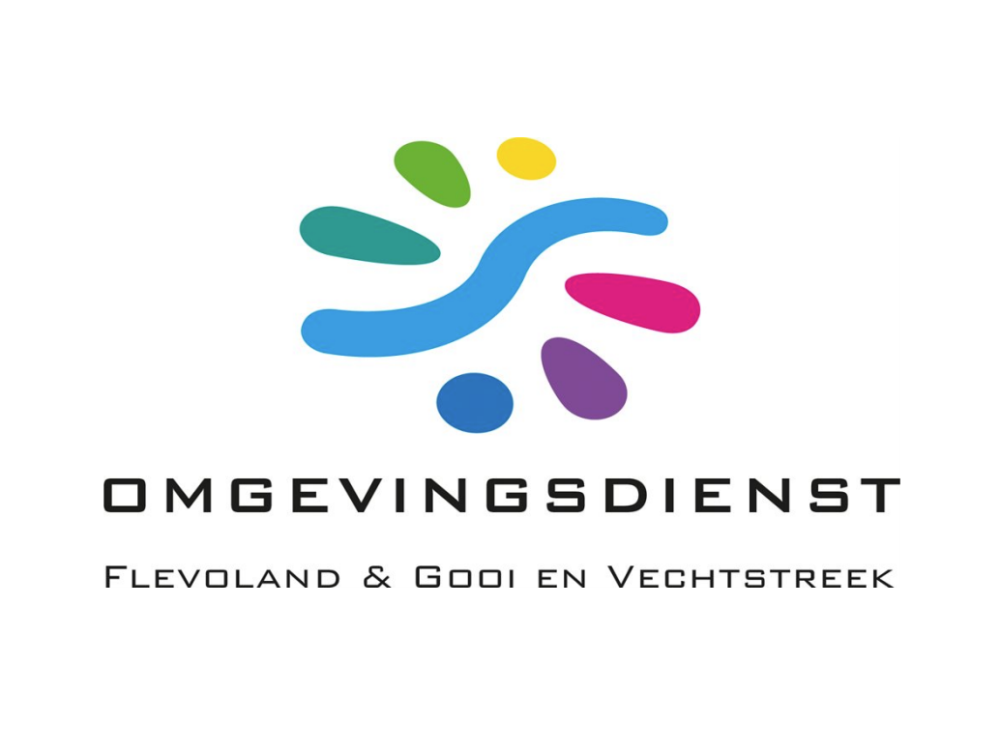 OMGEVINGSDIENST
FLEVOLAND & GOOI EN VECHTSTREEK